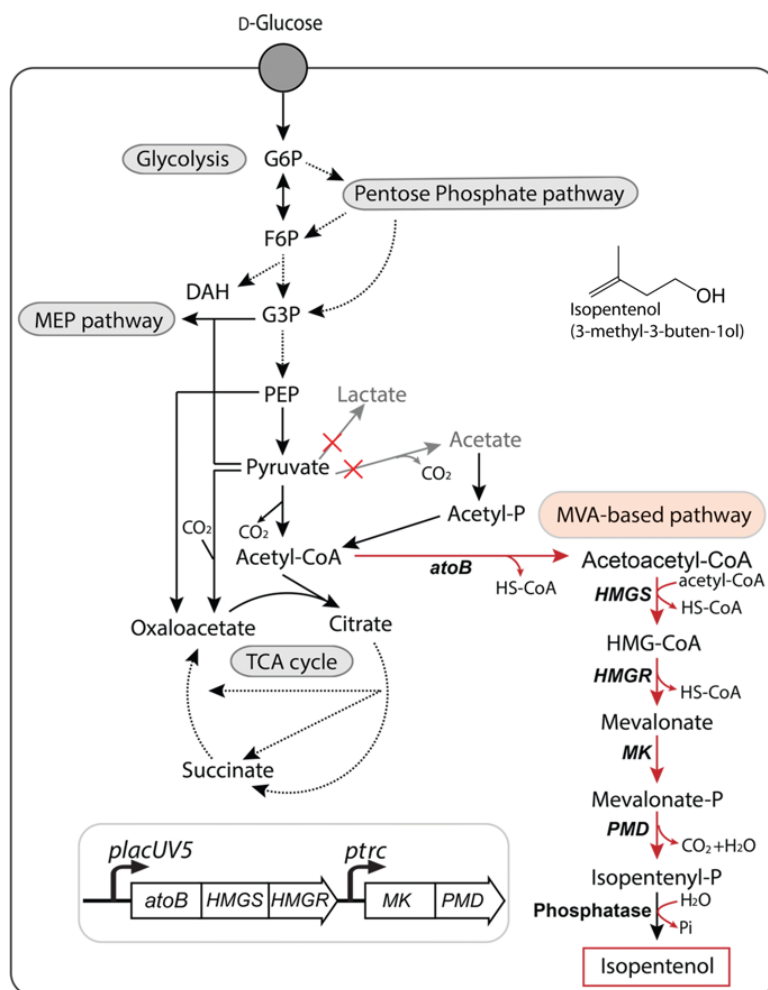 D-Glucose
Glycolysis
G6P
Pentose Phosphate pathway
F6P
DAH
MEP pathway
G3P
Isopentenol
(3-methyl-3-buten-1ol)
OH
PEP
Lactate
Acetate
Pyruvate
CO₂
Acetyl-P
MVA-based pathway
CO₂
CO₂
Acetyl-CoA
atoB
HS-CoA
Acetoacetyl-CoA
HMGS
acetyl-CoA
HS-CoA
Oxaloacetate
Citrate
HMG-CoA
TCA cycle
HMGR
HS-CoA
Mevalonate
MK
Succinate
Mevalonate-P
PMD
CO₂+H₂O
placUV5
ptrc
atoB
HMGS
HMGR
MK
PMD
Isopentenyl-P
Phosphatase
H₂O
Pi
Isopentenol